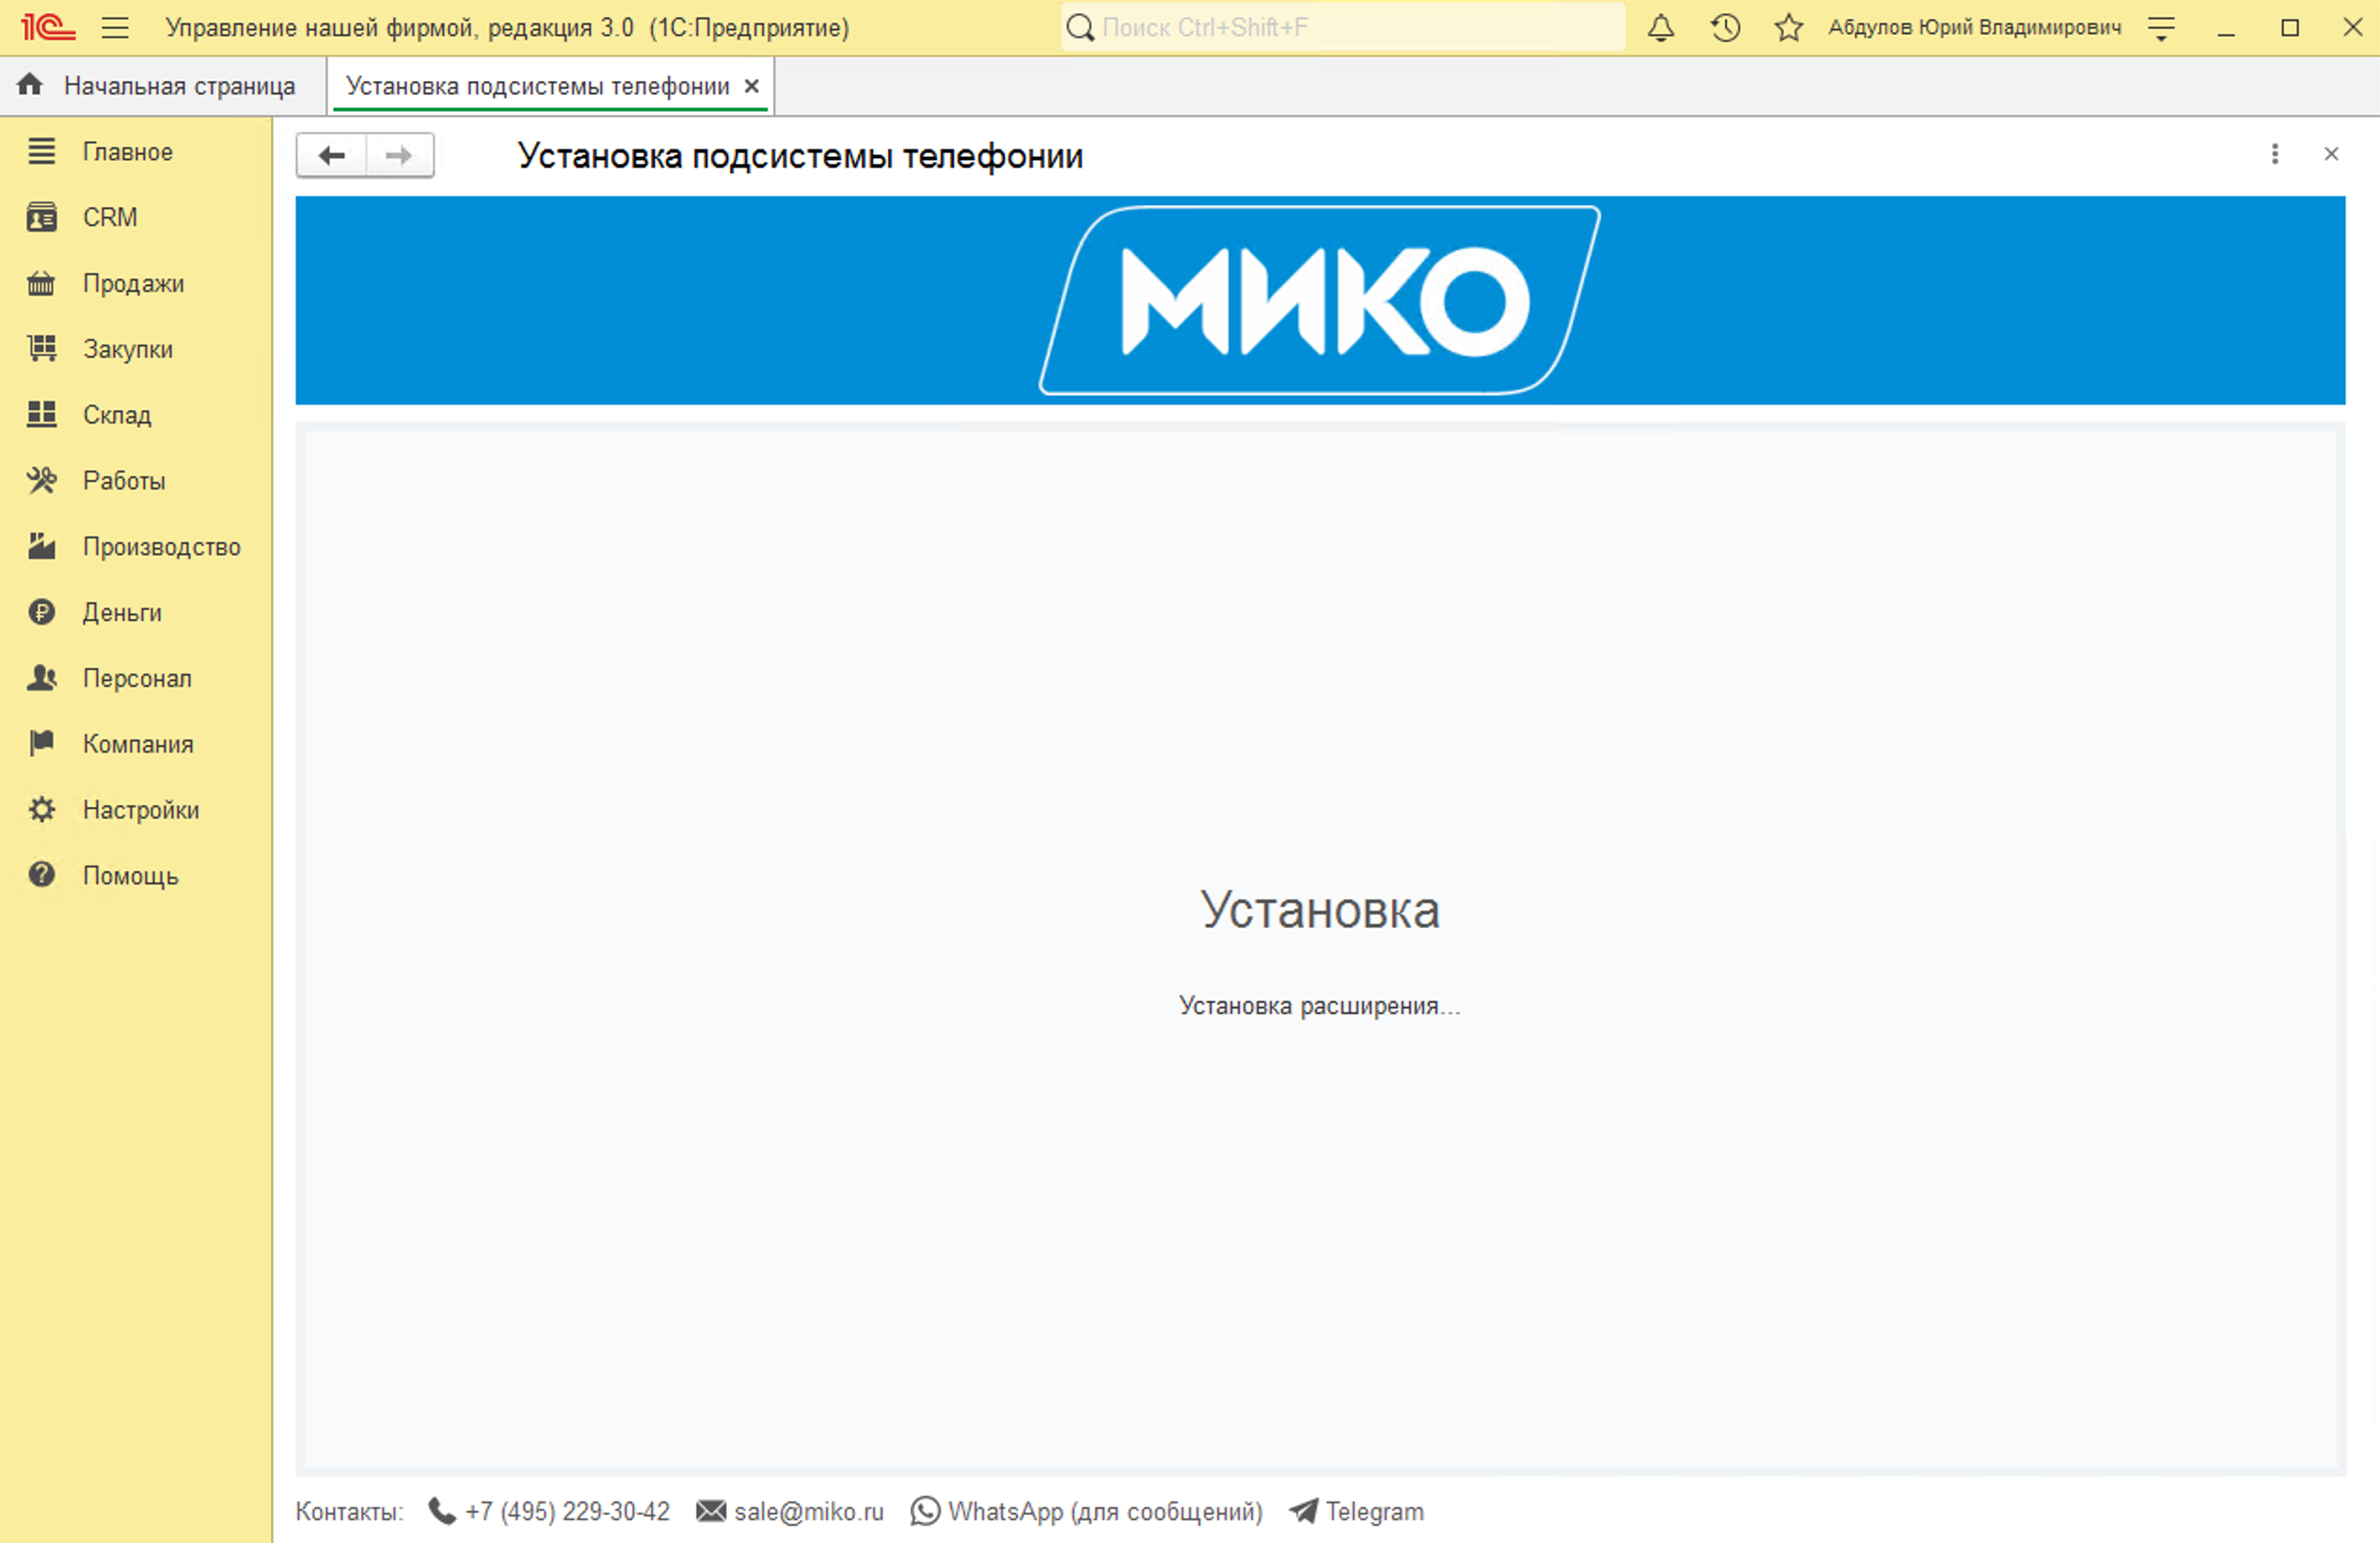 1С Управление нашей фирмой, редакция 3.0 (1С:Предприятие) Поиск Ctrl+Shift+F Абдулов Юрий Владимирович
Начальная страница Установка подсистемы телефонии
Главное
CRM
Продажи
Закупки
Склад
Работы
Производство
Деньги
Персонал
Компания
Настройки
Помощь
Установка подсистемы телефонии
МИКО
Установка
Установка расширения...
Контакты: +7 (495) 229-30-42 sale@miko.ru WhatsApp (для сообщений) Telegram